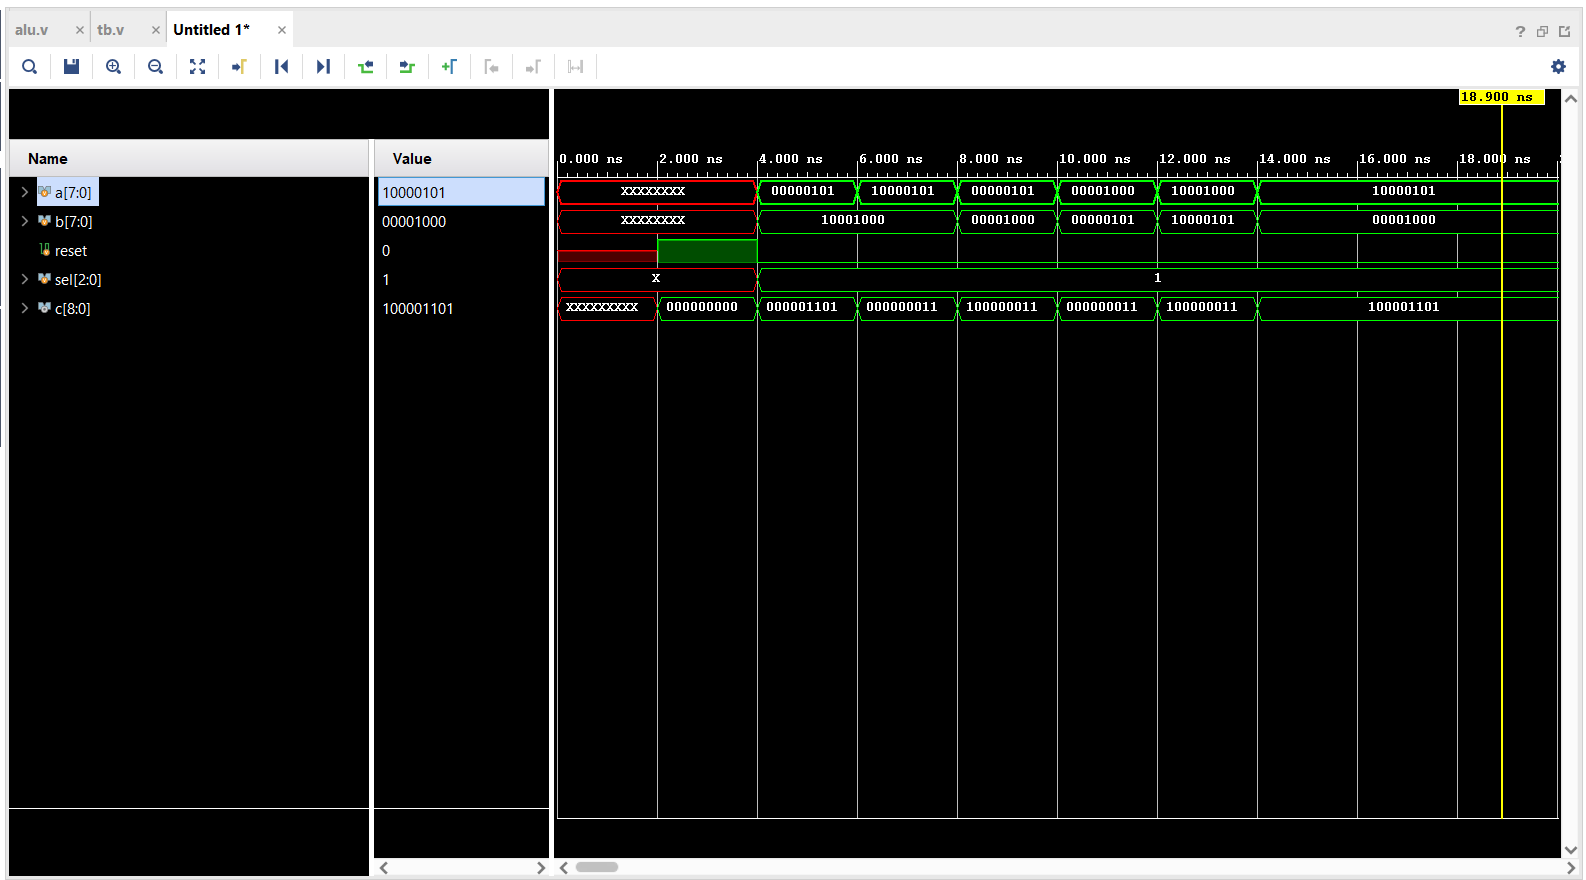 alu.v × tb.v × Untitled 1* × ?
18.900 ns
Name Value 0.000 ns 2.000 ns 4.000 ns 6.000 ns 8.000 ns 10.000 ns 12.000 ns 14.000 ns 16.000 ns 18.000 ns
a[7:0] 10000101 XXXXXXXX 00000101 10000101 00000101 00001000 10001000 10000101
b[7:0] 00001000 XXXXXXXX 10001000 00001000 00000101 10000101 00001000
reset 0
sel[2:0] 1 X 1
c[8:0] 100001101 XXXXXXXXX 000000000 000001101 000000011 100000011 000000011 100000011 100001101